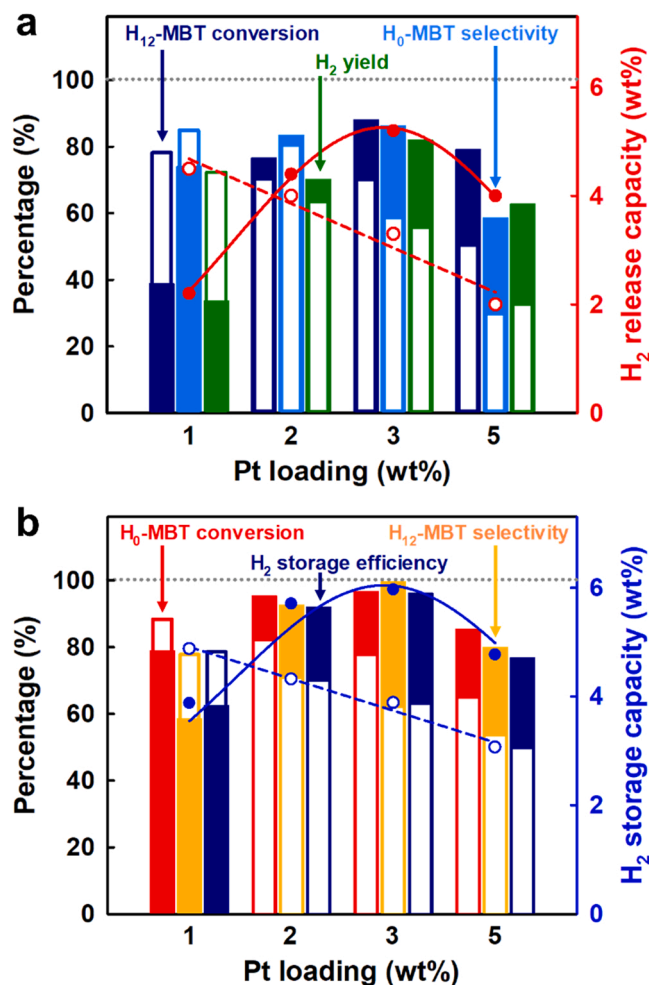 a
H₁₂-MBT conversion
H₀-MBT selectivity
H₂ yield
100
80
60
40
20
0
Percentage (%)
6
4
2
0
H₂ release capacity (wt%)
1 2 3 5
Pt loading (wt%)
b
H₀-MBT conversion
H₁₂-MBT selectivity
H₂ storage efficiency
100
80
60
40
20
0
Percentage (%)
6
4
2
0
H₂ storage capacity (wt%)
1 2 3 5
Pt loading (wt%)